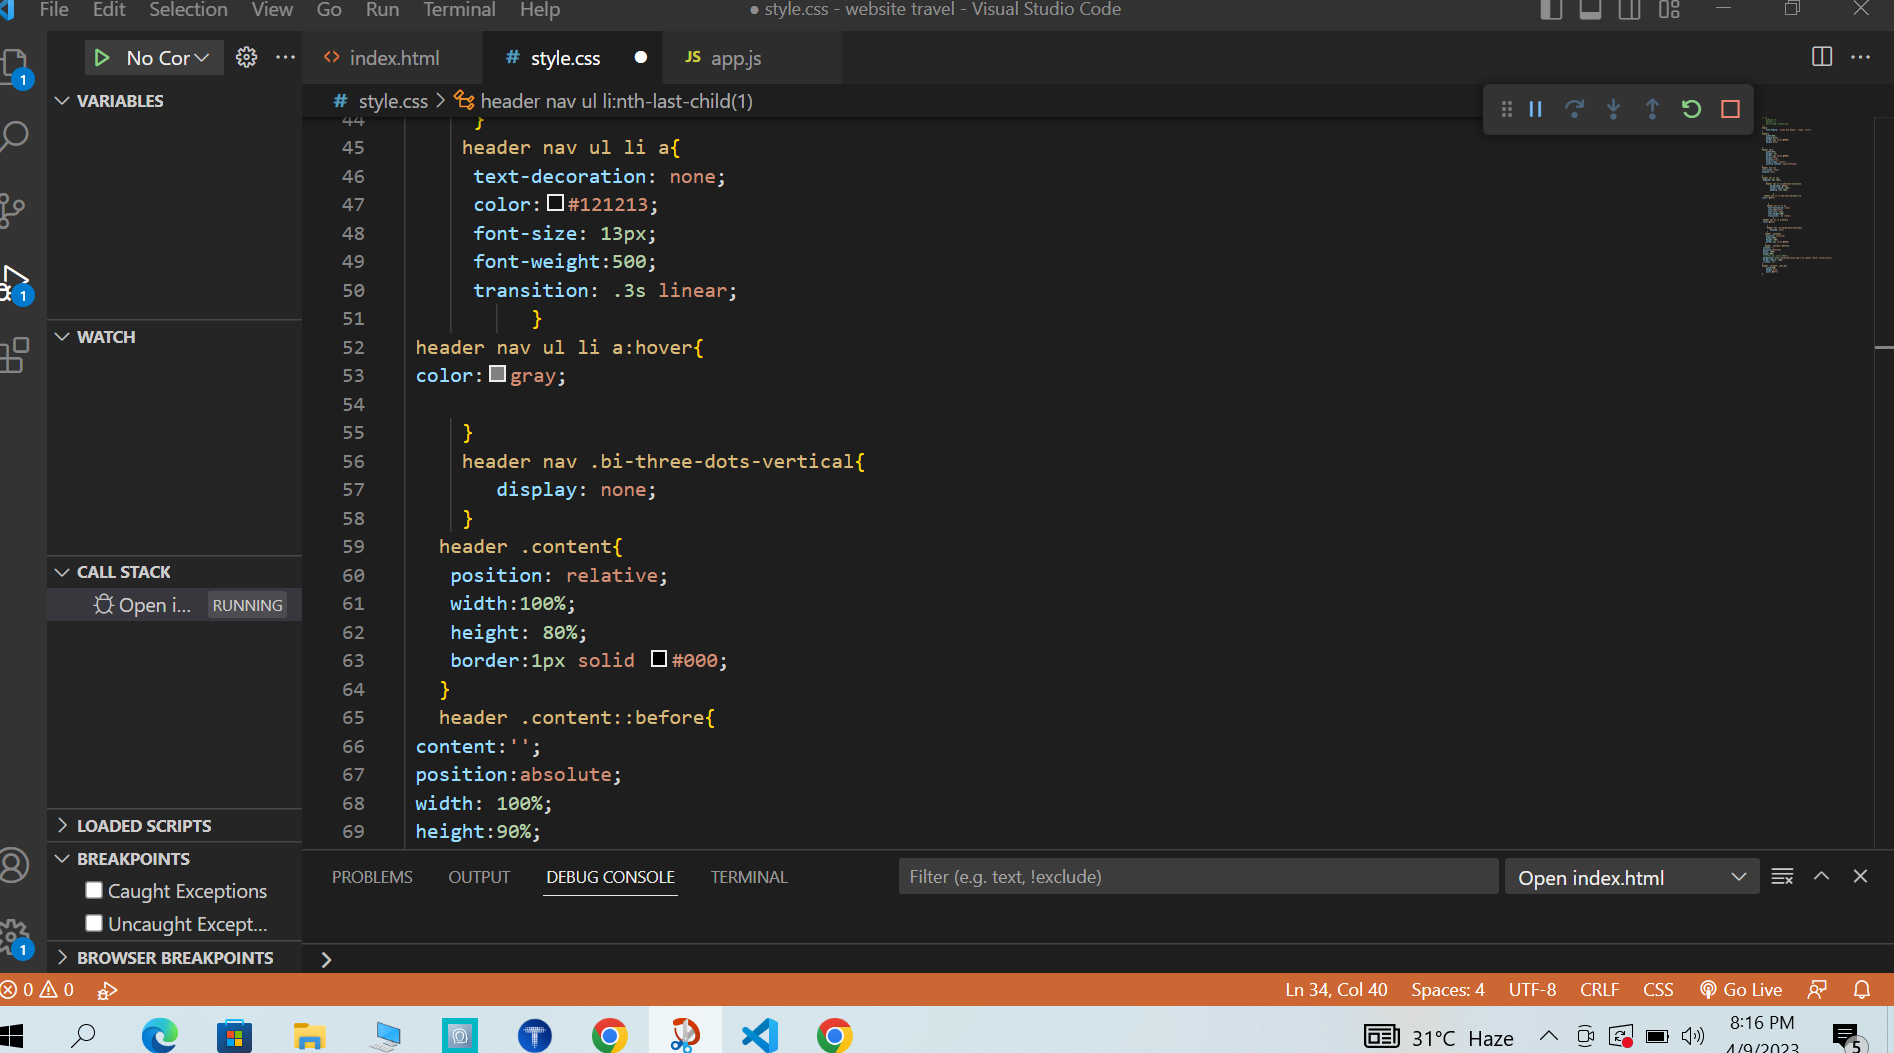 File Edit Selection View Go Run Terminal Help
● style.css - website travel - Visual Studio Code
No Cor
index.html
# style.css
JS app.js
# style.css > header nav ul li:nth-last-child(1)
VARIABLES
WATCH
CALL STACK
Open i... RUNNING
LOADED SCRIPTS
BREAKPOINTS
Caught Exceptions
Uncaught Except...
BROWSER BREAKPOINTS
1
1
1
44 }
45 header nav ul li a{
46 text-decoration: none;
47 color: #121213;
48 font-size: 13px;
49 font-weight:500;
50 transition: .3s linear;
51 }
52 header nav ul li a:hover{
53 color: gray;
54
55 }
56 header nav .bi-three-dots-vertical{
57 display: none;
58 }
59 header .content{
60 position: relative;
61 width:100%;
62 height: 80%;
63 border:1px solid #000;
64 }
65 header .content::before{
66 content:'';
67 position:absolute;
68 width: 100%;
69 height:90%;
PROBLEMS OUTPUT DEBUG CONSOLE TERMINAL
Filter (e.g. text, !exclude)
Open index.html
>
0 0
Ln 34, Col 40 Spaces: 4 UTF-8 CRLF CSS Go Live
31°C Haze
8:16 PM
4/9/2023
5